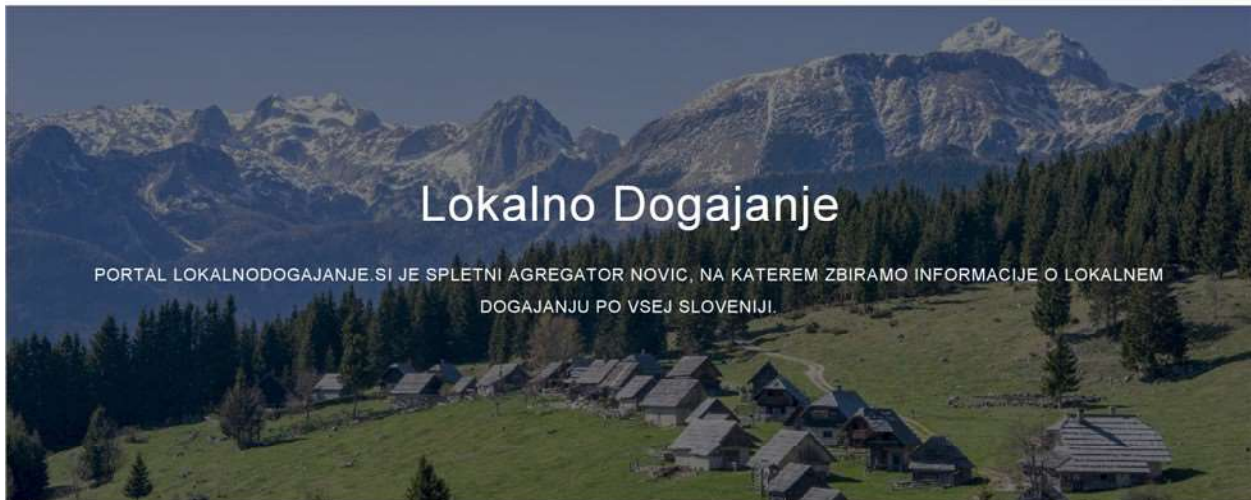 Lokalno Dogajanje
PORTAL LOKALNODOGAJANJE.SI JE SPLETNI AGREGATOR NOVIC, NA KATEREM ZBIRAMO INFORMACIJE O LOKALNEM
DOGAJANJU PO VSEJ SLOVENIJI.